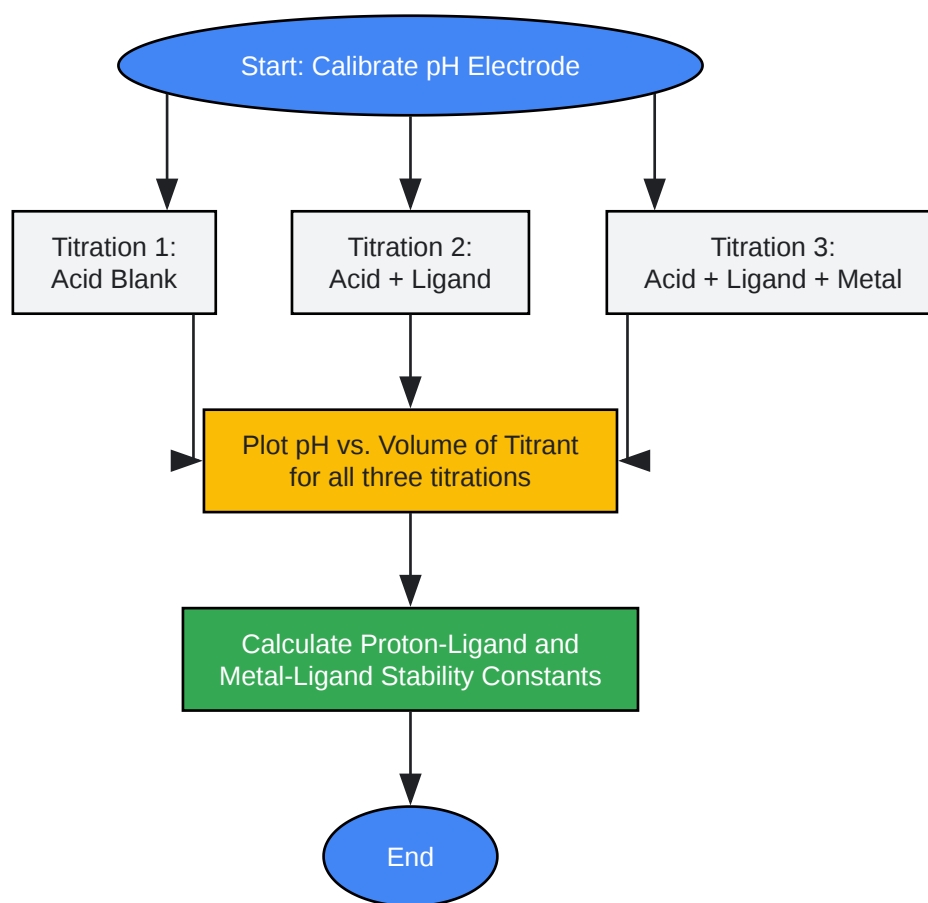 Start: Calibrate pH Electrode
Titration 1:
Acid Blank
Titration 2:
Acid + Ligand
Titration 3:
Acid + Ligand + Metal
Plot pH vs. Volume of Titrant
for all three titrations
Calculate Proton-Ligand and
Metal-Ligand Stability Constants
End